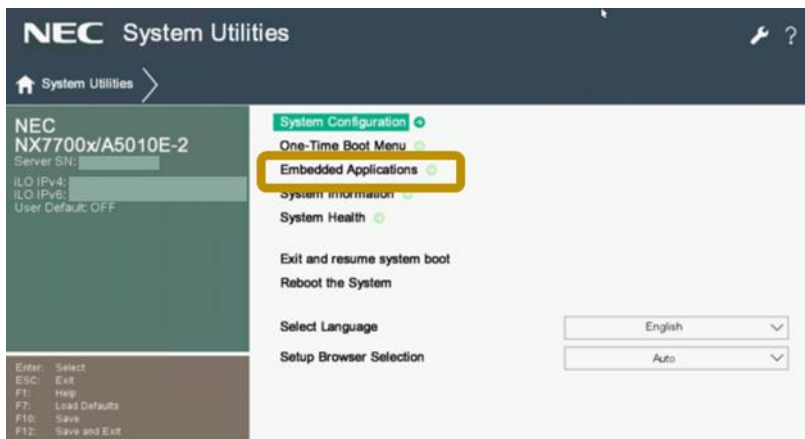 NEC System Utilities
?
System Utilities
NEC
NX7700x/A5010E-2
Server SN:
iLO IPv4:
iLO IPv6:
User Default: OFF
System Configuration
One-Time Boot Menu
Embedded Applications
System Information
System Health
Exit and resume system boot
Reboot the System
Select Language English
Setup Browser Selection Auto
Enter: Select
ESC: Exit
F1: Help
F7: Load Defaults
F10: Save
F12: Save and Exit